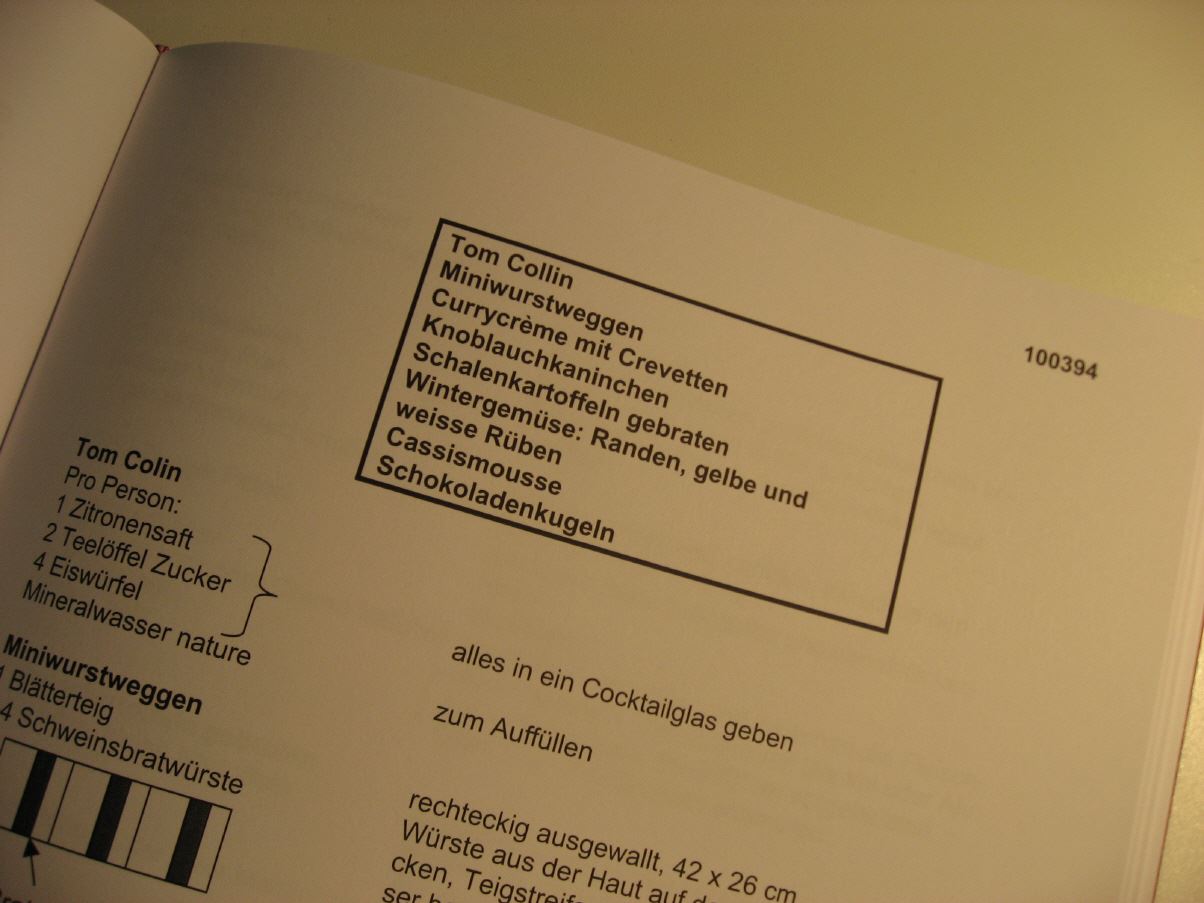 100394
Tom Collin
Miniwurstweggen
Currycrème mit Crevetten
Knoblauchkaninchen
Schalenkartoffeln gebraten
Wintergemüse: Randen, gelbe und
weisse Rüben
Cassismousse
Schokoladenkugeln
Tom Colin
Pro Person:
1 Zitronensaft
2 Teelöffel Zucker
4 Eiswürfel
Mineralwasser nature
alles in ein Cocktailglas geben
zum Auffüllen
Miniwurstweggen
1 Blätterteig
4 Schweinsbratwürste
rechteckig ausgewallt, 42 x 26 cm
Würste aus der Haut auf
cken,